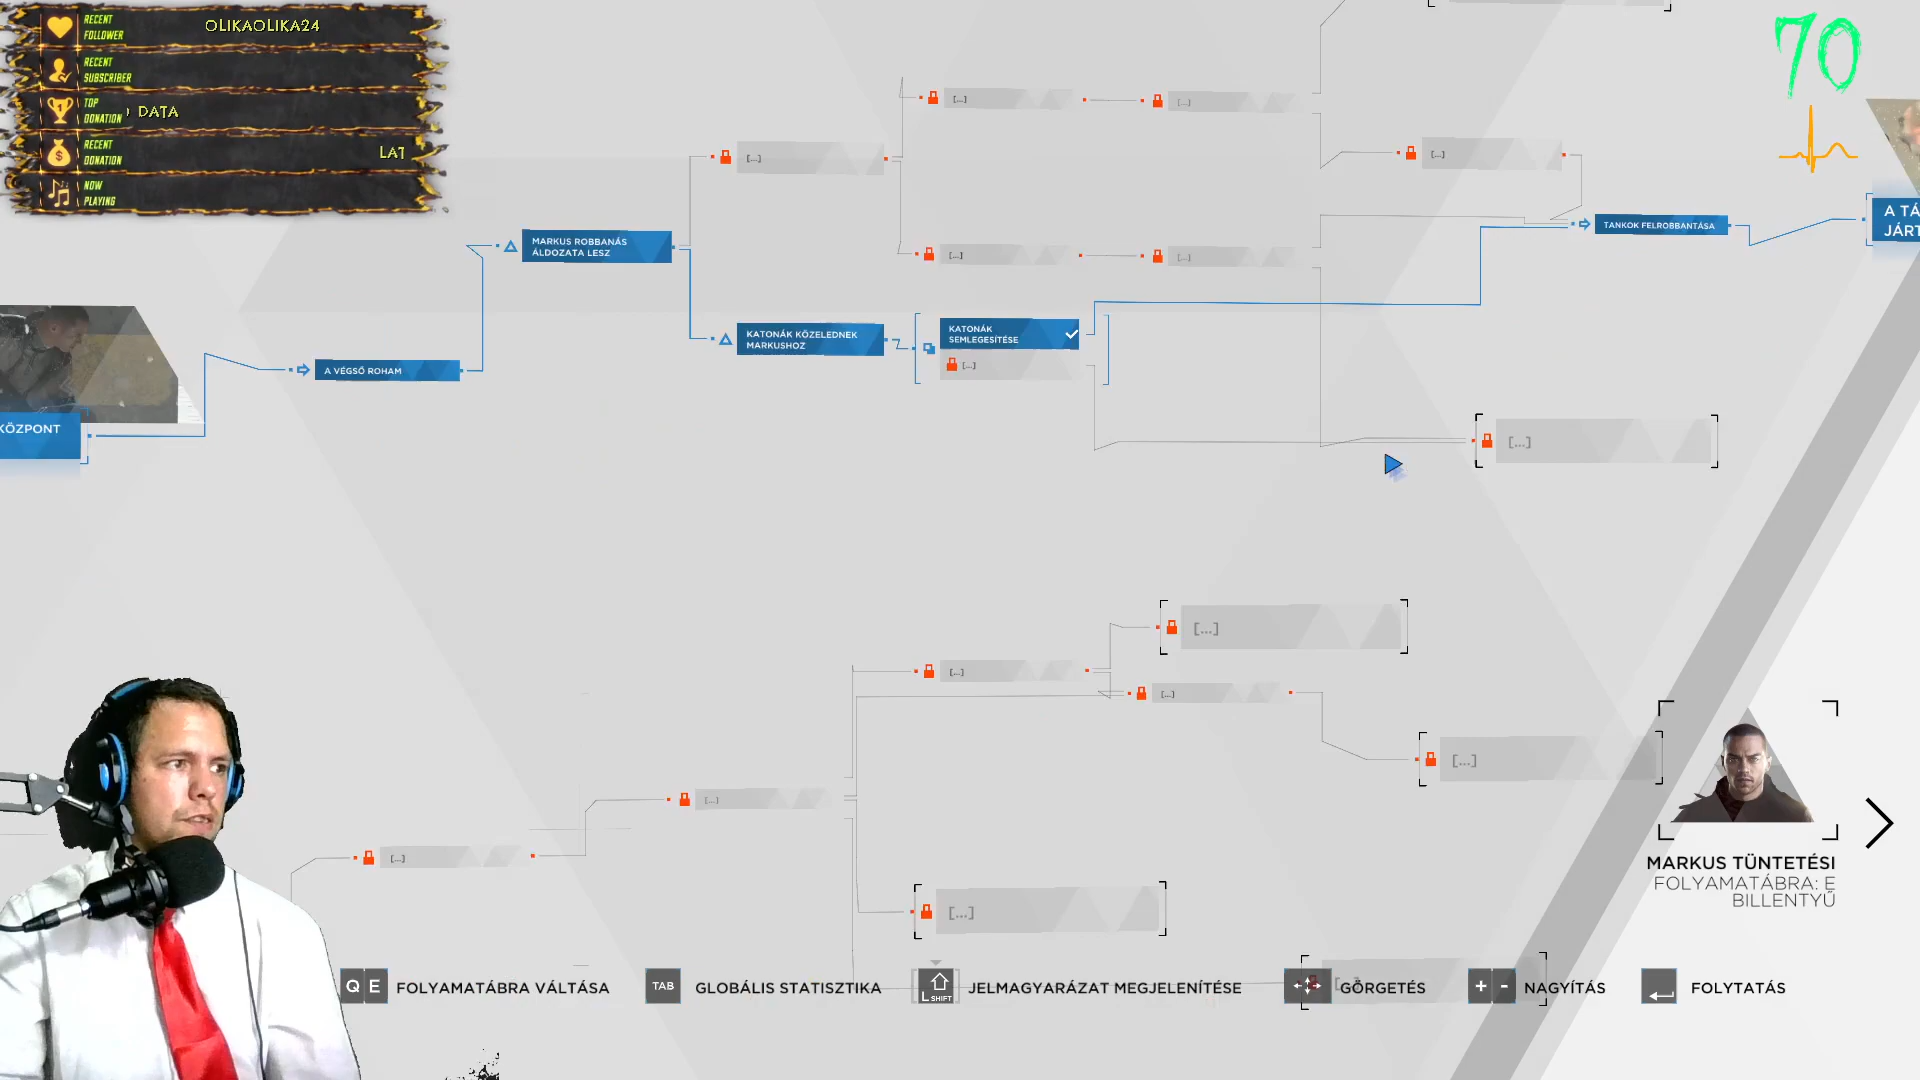 RECENT
FOLLOWER
OLIKAOLIKA24
RECENT
SUBSCRIBER
TOP
DONATION
DATA
RECENT
DONATION
LAT
NOW
PLAYING
70
[...]
[...]
[...]
[...]
MARKUS ROBBANÁS
ÁLDOZATA LESZ
[...]
[...]
TANKOK FELROBBANTÁSA
A TÁ
JÁRT
KATONÁK KÖZELEDNEK
MARKUSHOZ
KATONÁK
SEMLEGESÍTÉSE
[...]
A VÉGSŐ ROHAM
KÖZPONT
[...]
[...]
[...]
[...]
[...]
[...]
[...]
[...]
MARKUS TÜNTETÉSI
FOLYAMATÁBRA: E
BILLENTYŰ
Q E FOLYAMATÁBRA VÁLTÁSA
TAB GLOBÁLIS STATISZTIKA
L SHIFT JELMAGYARÁZAT MEGJELENÍTÉSE
GÖRGETÉS
+ - NAGYÍTÁS
FOLYTATÁS